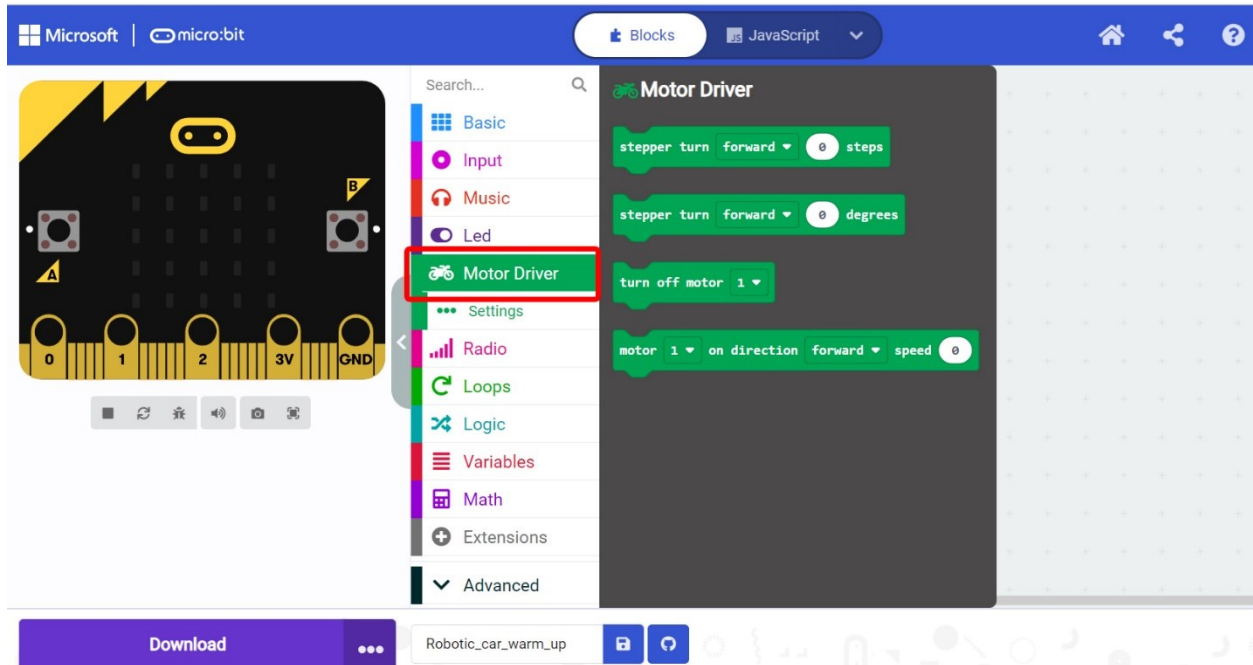 Microsoft | micro:bit
Blocks
JS JavaScript
Search...
Basic
Input
Music
Led
Motor Driver
Settings
Radio
Loops
Logic
Variables
Math
Extensions
Advanced
Motor Driver
stepper turn forward 0 steps
stepper turn forward 0 degrees
turn off motor 1
motor 1 on direction forward speed 0
B
A
0 1 2 3V GND
Download
Robotic_car_warm_up